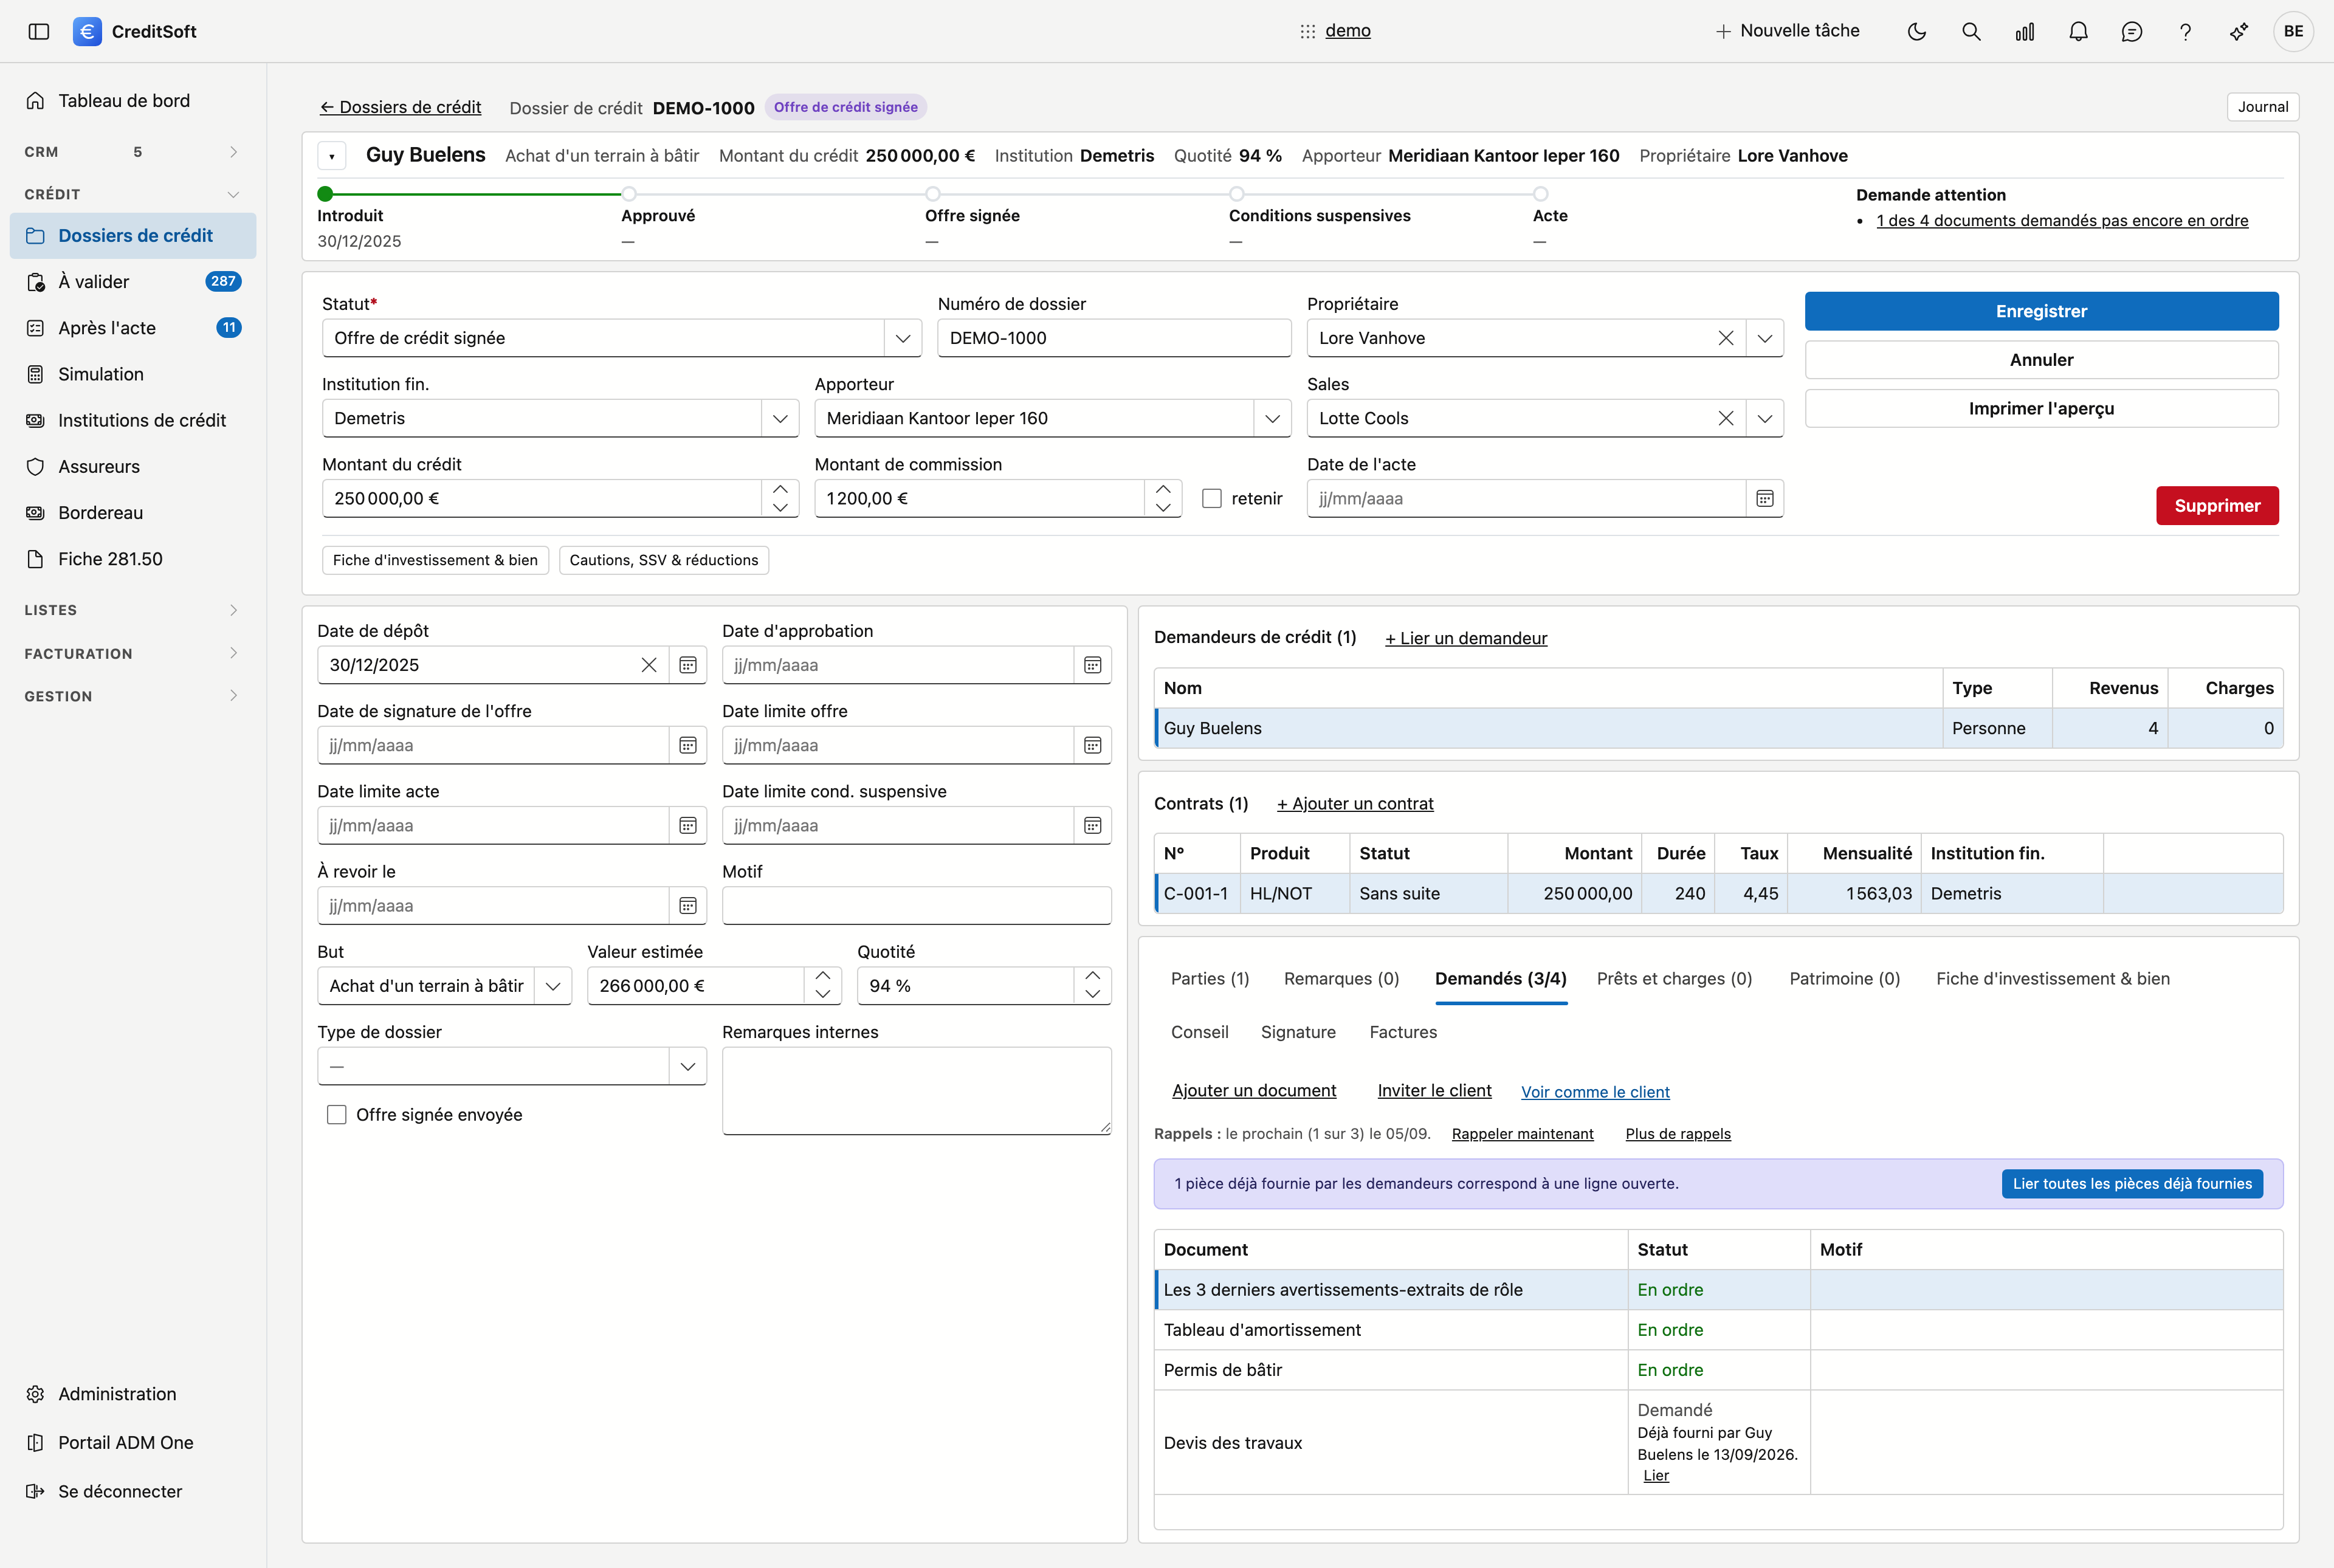 CreditSoft
demo
Nouvelle tâche
BE
Tableau de bord
CRM 5
CRÉDIT
Dossiers de crédit
À valider 287
Après l'acte 11
Simulation
Institutions de crédit
Assureurs
Bordereau
Fiche 281.50
LISTES
FACTURATION
GESTION
Administration
Portail ADM One
Se déconnecter
← Dossiers de crédit Dossier de crédit DEMO-1000 Offre de crédit signée Journal
Guy Buelens Achat d'un terrain à bâtir Montant du crédit 250 000,00 € Institution Demetris Quotité 94 % Apporteur Meridiaan Kantoor Ieper 160 Propriétaire Lore Vanhove
Introduit Approuvé Offre signée Conditions suspensives Acte
30/12/2025 — — — —
Demande attention
• 1 des 4 documents demandés pas encore en ordre
Statut* Numéro de dossier Propriétaire
Offre de crédit signée DEMO-1000 Lore Vanhove
Institution fin. Apporteur Sales
Demetris Meridiaan Kantoor Ieper 160 Lotte Cools
Montant du crédit Montant de commission Date de l'acte
250 000,00 € 1 200,00 € retenir jj/mm/aaaa
Enregistrer
Annuler
Imprimer l'aperçu
Supprimer
Fiche d'investissement & bien Cautions, SSV & réductions
Date de dépôt Date d'approbation
30/12/2025 jj/mm/aaaa
Date de signature de l'offre Date limite offre
jj/mm/aaaa jj/mm/aaaa
Date limite acte Date limite cond. suspensive
jj/mm/aaaa jj/mm/aaaa
À revoir le Motif
jj/mm/aaaa
But Valeur estimée Quotité
Achat d'un terrain à bâtir 266 000,00 € 94 %
Type de dossier Remarques internes
—
Offre signée envoyée
Demandeurs de crédit (1) + Lier un demandeur
Nom Type Revenus Charges
Guy Buelens Personne 4 0
Contrats (1) + Ajouter un contrat
N° Produit Statut Montant Durée Taux Mensualité Institution fin.
C-001-1 HL/NOT Sans suite 250 000,00 240 4,45 1 563,03 Demetris
Parties (1) Remarques (0) Demandés (3/4) Prêts et charges (0) Patrimoine (0) Fiche d'investissement & bien
Conseil Signature Factures
Ajouter un document Inviter le client Voir comme le client
Rappels : le prochain (1 sur 3) le 05/09. Rappeler maintenant Plus de rappels
1 pièce déjà fournie par les demandeurs correspond à une ligne ouverte. Lier toutes les pièces déjà fournies
Document Statut Motif
Les 3 derniers avertissements-extraits de rôle En ordre
Tableau d'amortissement En ordre
Permis de bâtir En ordre
Devis des travaux
Demandé
Déjà fourni par Guy
Buelens le 13/09/2026.
Lier